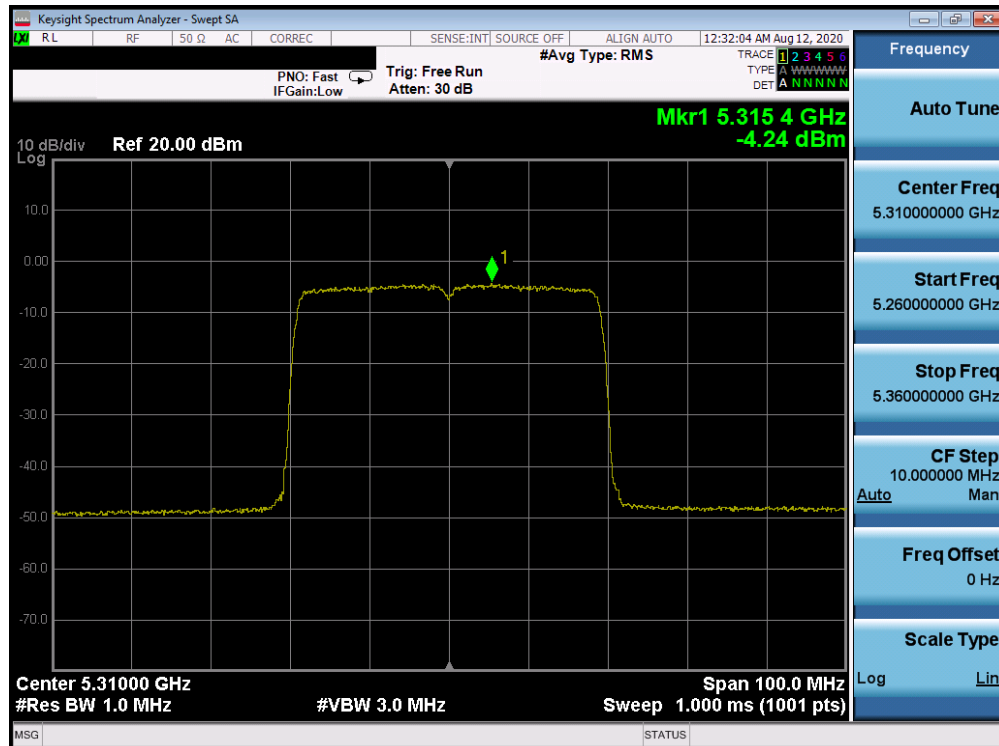 Keysight Spectrum Analyzer - Swept SA
LXI RL RF 50 Ω AC CORREC SENSE:INT SOURCE OFF ALIGN AUTO 12:32:04 AM Aug 12, 2020
#Avg Type: RMS
TRACE 1 2 3 4 5 6
PNO: Fast Trig: Free Run
TYPE A WWWWW
IFGain:Low Atten: 30 dB
DET A N N N N N
Mkr1 5.315 4 GHz
-4.24 dBm
10 dB/div Ref 20.00 dBm
Log
10.0
0.00
1
-10.0
-20.0
-30.0
-40.0
-50.0
-60.0
-70.0
Center 5.31000 GHz Span 100.0 MHz
#Res BW 1.0 MHz #VBW 3.0 MHz Sweep 1.000 ms (1001 pts)
MSG STATUS
Frequency
Auto Tune
Center Freq
5.310000000 GHz
Start Freq
5.260000000 GHz
Stop Freq
5.360000000 GHz
CF Step
10.000000 MHz
Auto Man
Freq Offset
0 Hz
Scale Type
Log Lin